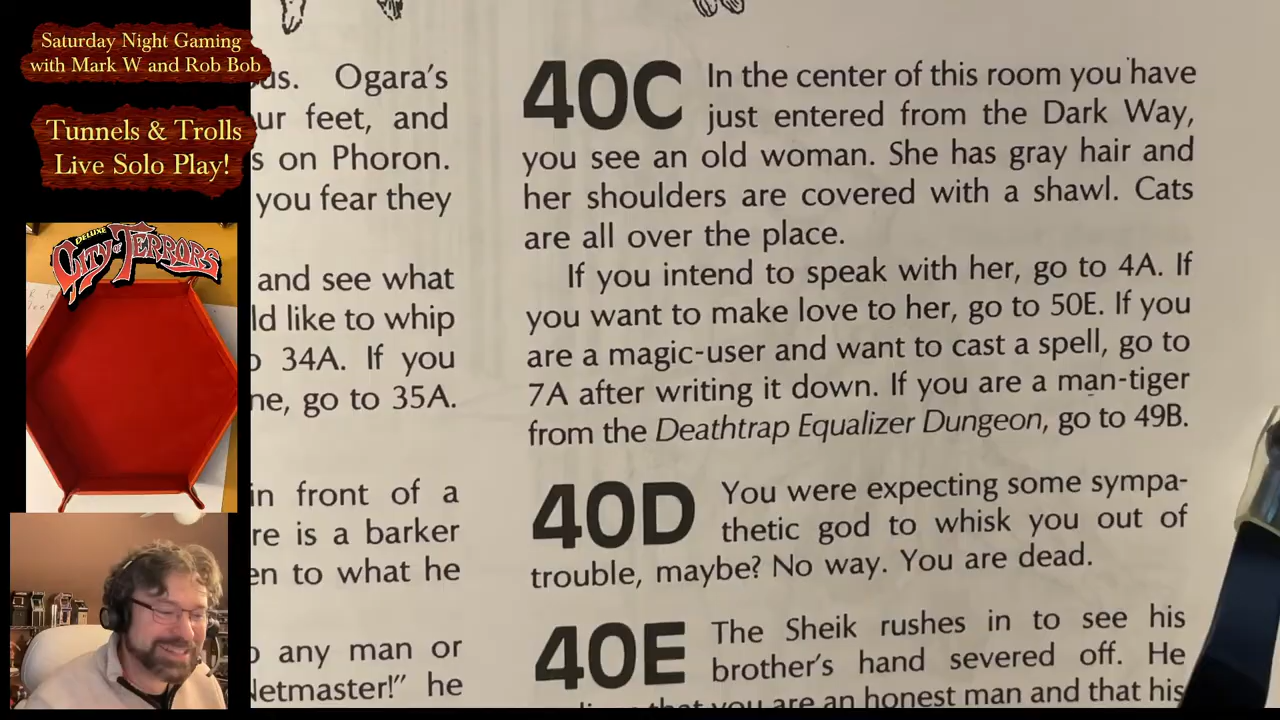 Saturday Night Gaming
with Mark W and Rob Bob
Tunnels & Trolls
Live Solo Play!
DELUXE
CITY of TERRORS
Ogara's
feet, and
s on Phoron.
you fear they
and see what
like to whip
34A. If you
go to 35A.
in front of a
is a barker
to what he
any man or
he
40C In the center of this room you have
just entered from the Dark Way,
you see an old woman. She has gray hair and
her shoulders are covered with a shawl. Cats
are all over the place.
If you intend to speak with her, go to 4A. If
you want to make love to her, go to 50E. If you
are a magic-user and want to cast a spell, go to
7A after writing it down. If you are a man-tiger
from the Deathtrap Equalizer Dungeon, go to 49B.
40D You were expecting some sympa-
thetic god to whisk you out of
trouble, maybe? No way. You are dead.
40E The Sheik rushes in to see his
brother's hand severed off. He
that you are an honest man and that his